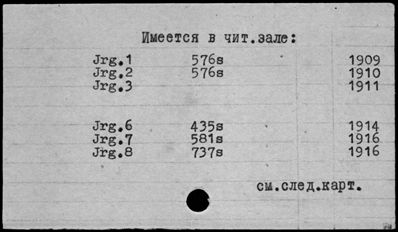 Имеется в чит.зале:
Jrg.1 576s 1909
Jrg.2 576s 1910
Jrg.3 1911
Jrg.6 435s 1914
Jrg.7 581s 1916
Jrg.8 737s 1916
см.след.карт.